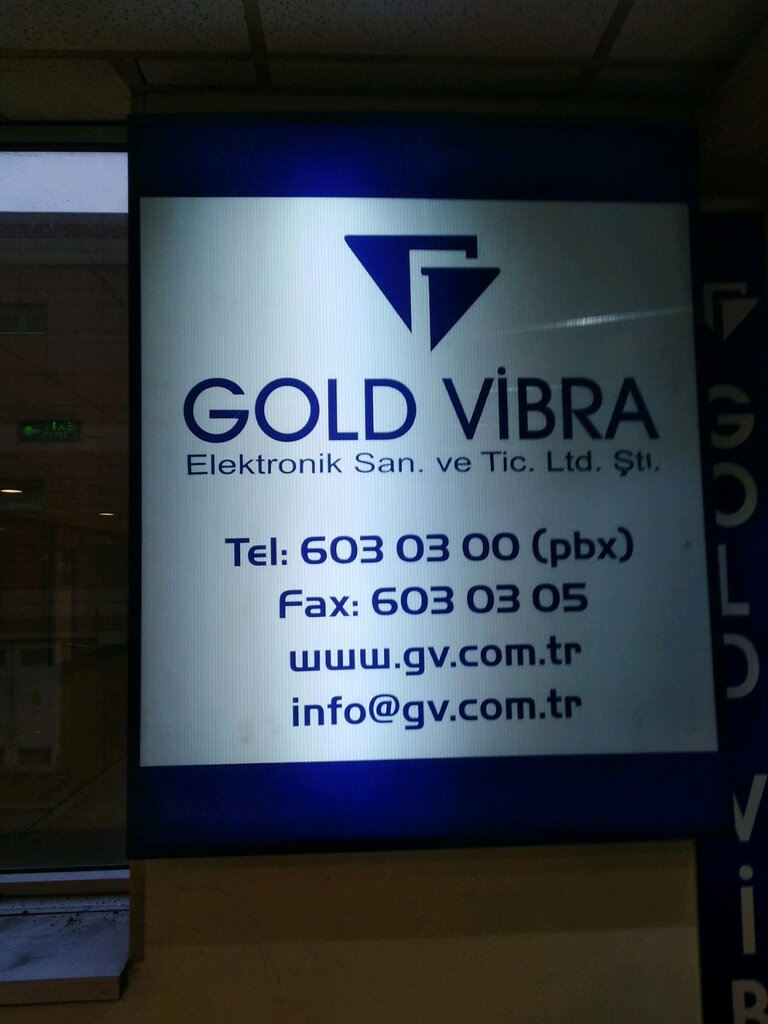 GOLD VİBRA
Elektronik San. ve Tic. Ltd. Şti.
Tel: 603 03 00 (pbx)
Fax: 603 03 05
www.gv.com.tr
info@gv.com.tr
GOLD VİB